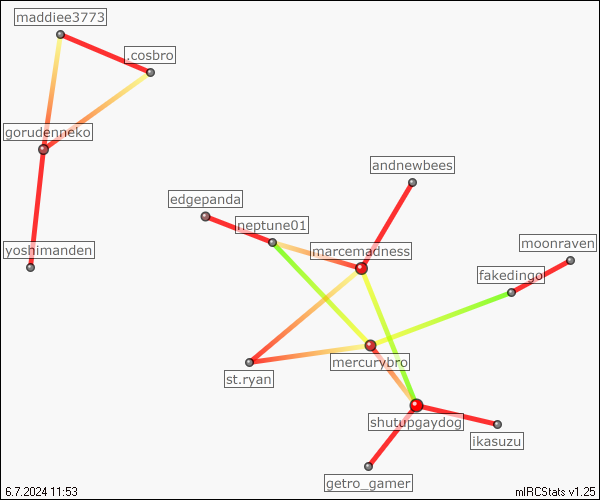 maddiee3773
.cosbro
gorudenneko
andnewbees
edgepanda
neptune01
marcemadness
moonraven
yoshimanden
fakedingo
mercurybro
st.ryan
shutupgaydog
ikasuzu
getro_gamer
6.7.2024 11:53
mIRCStats v1.25